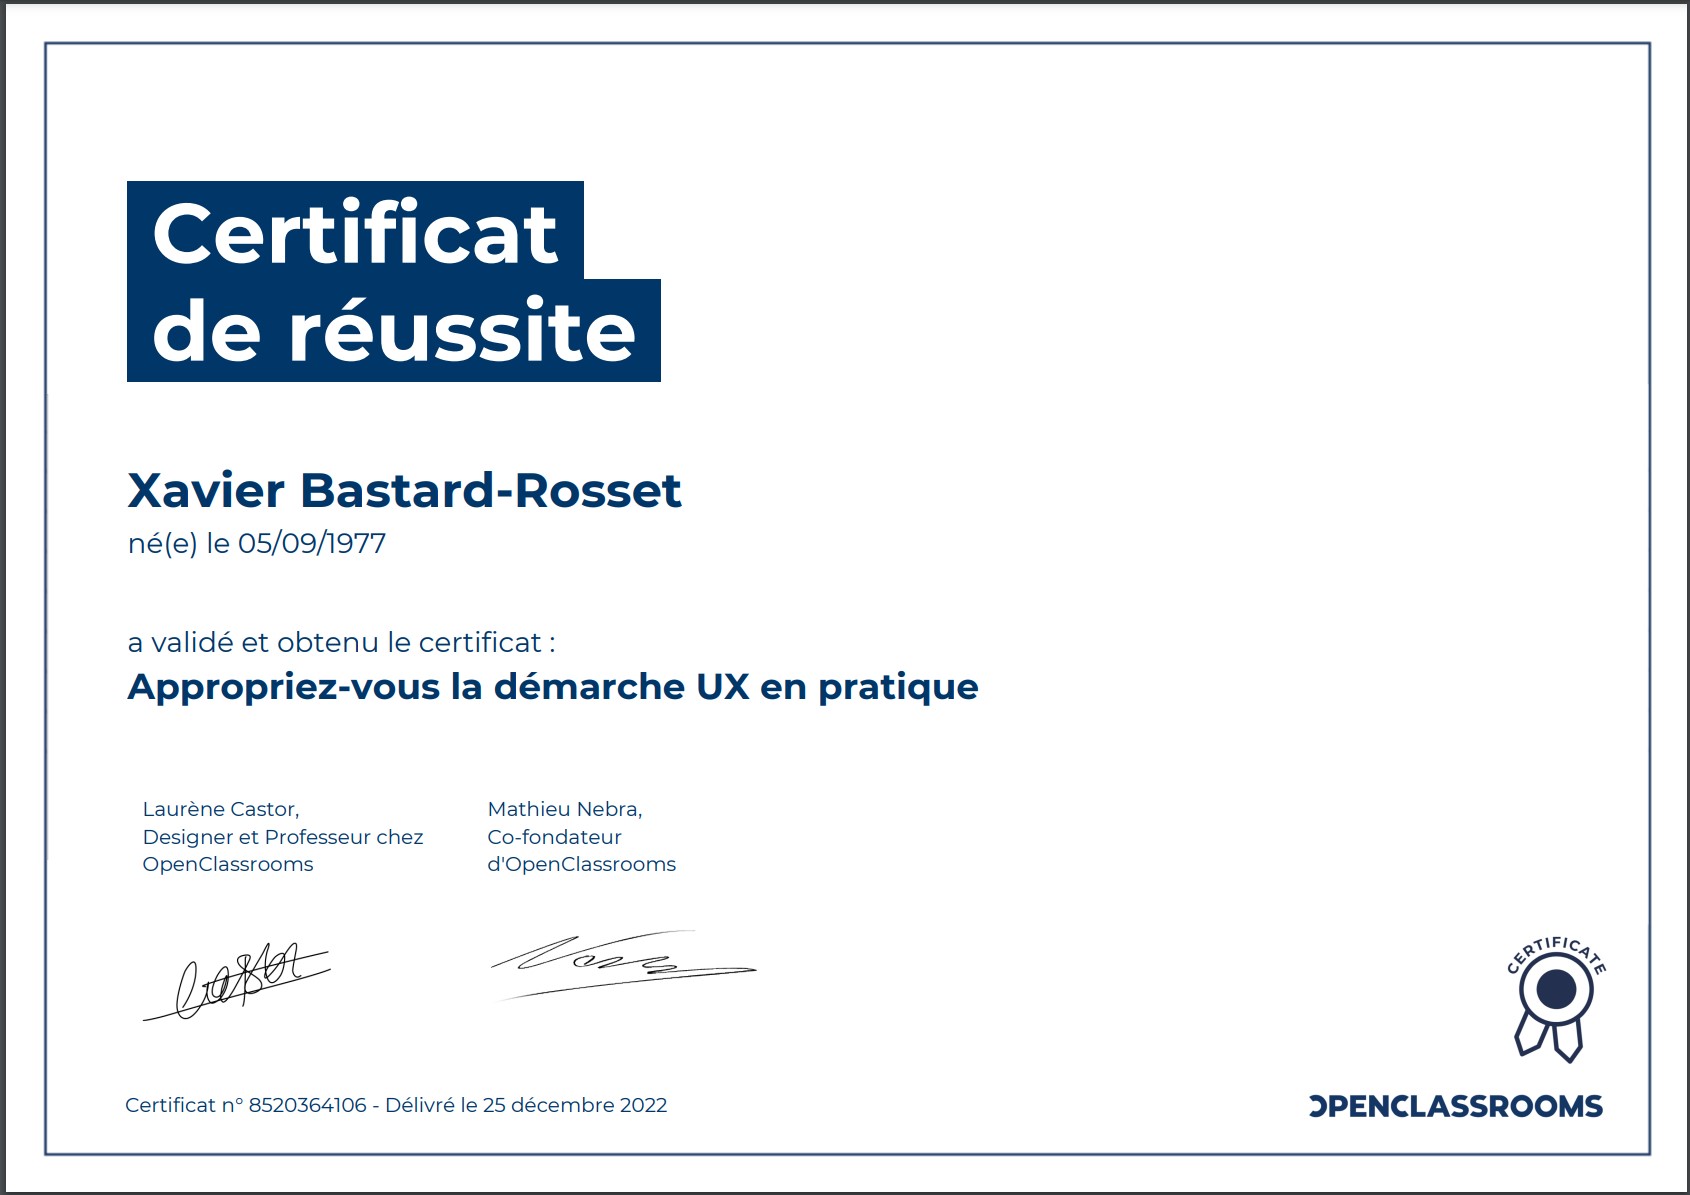 Certificat
de réussite
Xavier Bastard-Rosset
né(e) le 05/09/1977
a validé et obtenu le certificat :
Appropriez-vous la démarche UX en pratique
Laurène Castor,
Designer et Professeur chez
OpenClassrooms
Mathieu Nebra,
Co-fondateur
d'OpenClassrooms
CERTIFICATE
Certificat n° 8520364106 - Délivré le 25 décembre 2022
OPENCLASSROOMS